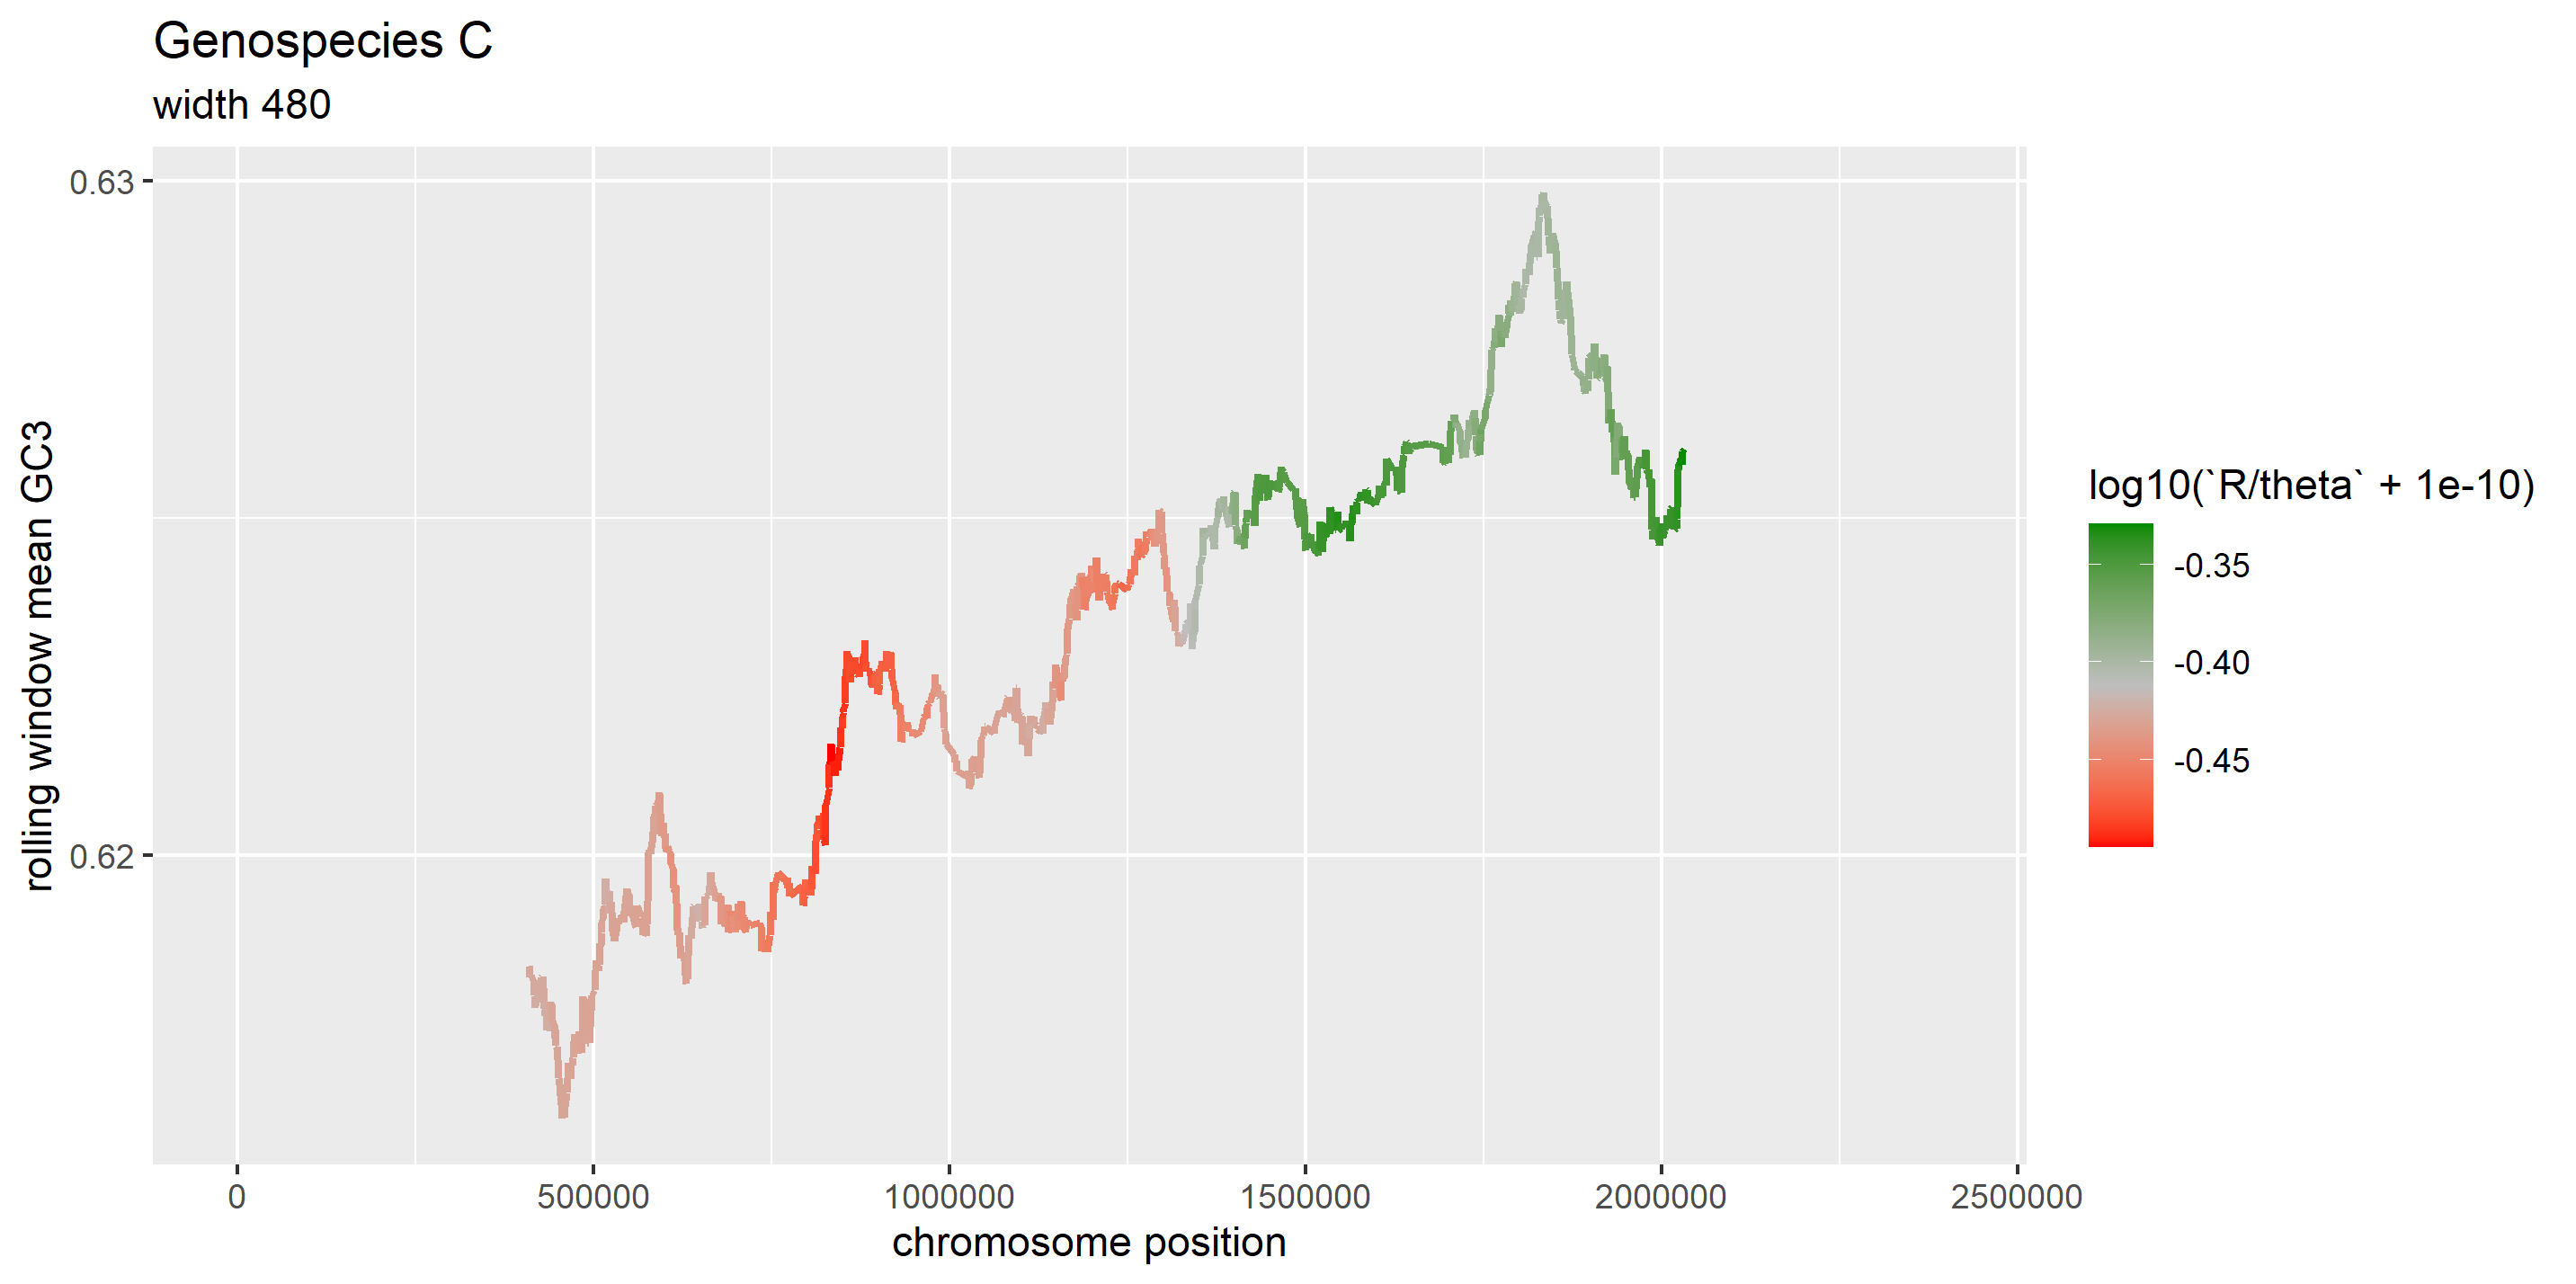 Genospecies C
width 480
0.63
0.62
rolling window mean GC3
0
500000
1000000
1500000
2000000
2500000
chromosome position
log10(`R/theta` + 1e-10)
-0.35
-0.40
-0.45